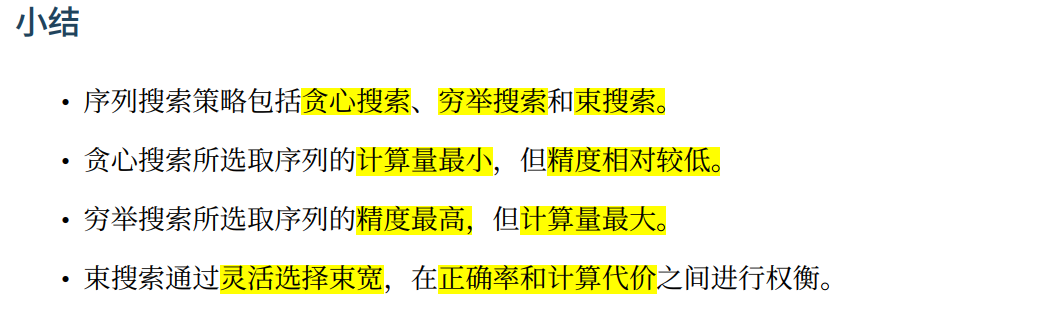 小结
• 序列搜索策略包括贪心搜索、穷举搜索和束搜索。
• 贪心搜索所选取序列的计算量最小，但精度相对较低。
• 穷举搜索所选取序列的精度最高，但计算量最大。
• 束搜索通过灵活选择束宽，在正确率和计算代价之间进行权衡。